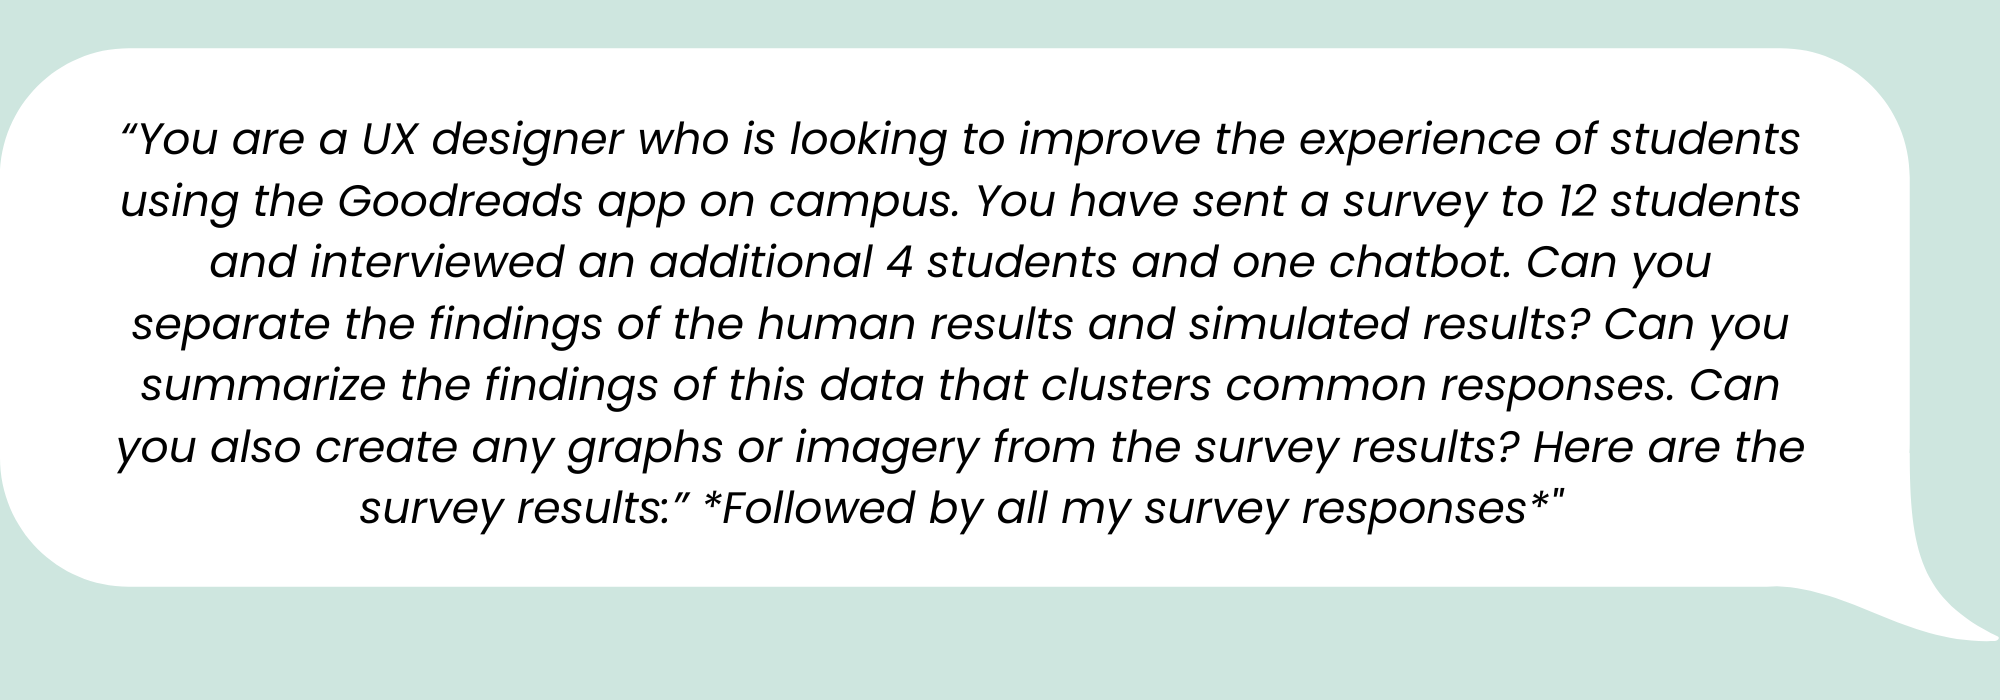 “You are a UX designer who is looking to improve the experience of students
using the Goodreads app on campus. You have sent a survey to 12 students
and interviewed an additional 4 students and one chatbot. Can you
separate the findings of the human results and simulated results? Can you
summarize the findings of this data that clusters common responses. Can
you also create any graphs or imagery from the survey results? Here are the
survey results:” *Followed by all my survey responses*"